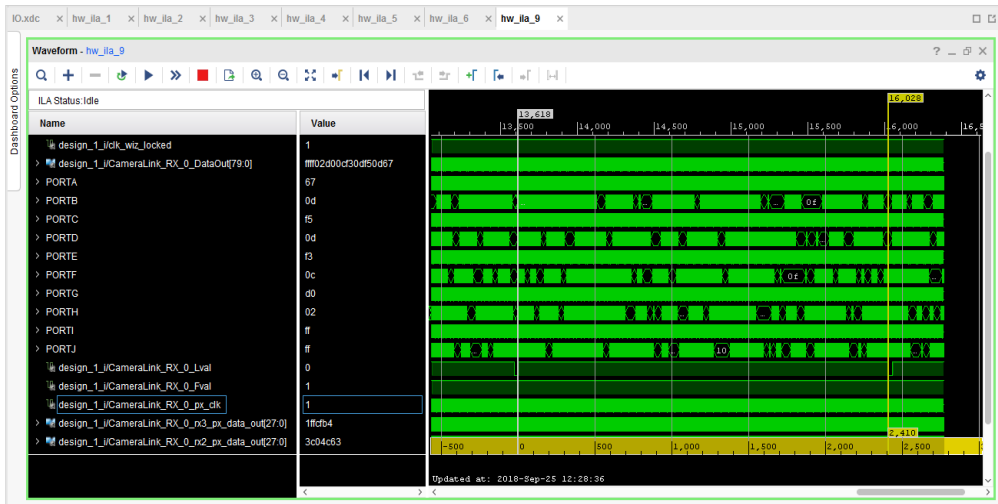 IO.xdc × hw_ila_1 × hw_ila_2 × hw_ila_3 × hw_ila_4 × hw_ila_5 × hw_ila_6 × hw_ila_9 ×
Dashboard Options
Waveform - hw_ila_9
ILA Status:Idle
Name Value
design_1_i/clk_wiz_locked 1
design_1_i/CameraLink_RX_0_DataOut[79:0] ffff02d00cf30df50d67
PORTA 67
PORTB 0d
PORTC f5
PORTD 0d
PORTE f3
PORTF 0c
PORTG d0
PORTH 02
PORTI ff
PORTJ ff
design_1_i/CameraLink_RX_0_Lval 0
design_1_i/CameraLink_RX_0_Fval 1
design_1_i/CameraLink_RX_0_px_clk 1
design_1_i/CameraLink_RX_0_rx3_px_data_out[27:0] 1ffcfb4
design_1_i/CameraLink_RX_0_rx2_px_data_out[27:0] 3c04c63
16,028
13,618
13,500 14,000 14,500 15,000 15,500 16,000
0f
0f
10
2,410
-500 0 500 1,000 1,500 2,000 2,500
Updated at: 2018-Sep-25 12:28:36